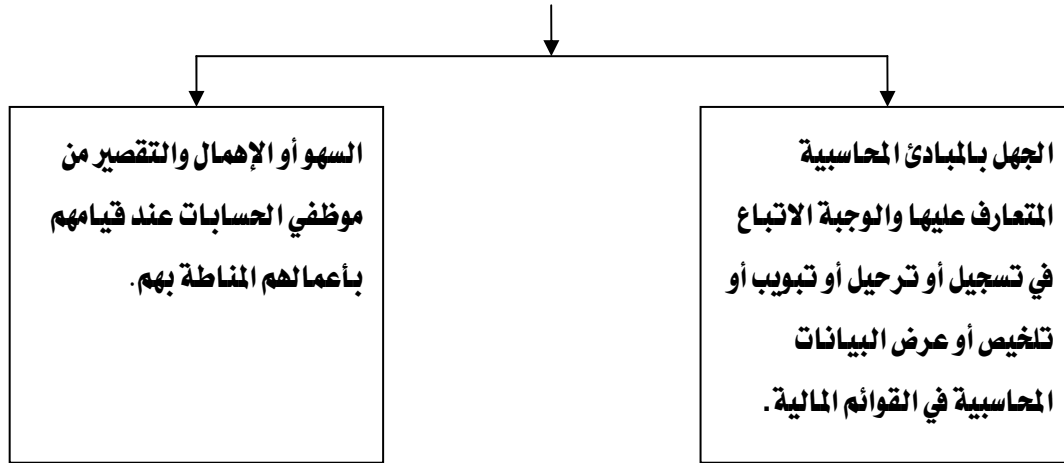 الجهل بالمبادئ المحاسبية
المتعارف عليها والوجبة الاتباع
في تسجيل أو ترحيل أو تبويب أو
تلخيص أو عرض البيانات
المحاسبية في القوائم المالية .
السهو أو الإهمال والتقصير من
موظفي الحسابات عند قيامهم
بأعمالهم المناطة بهم.